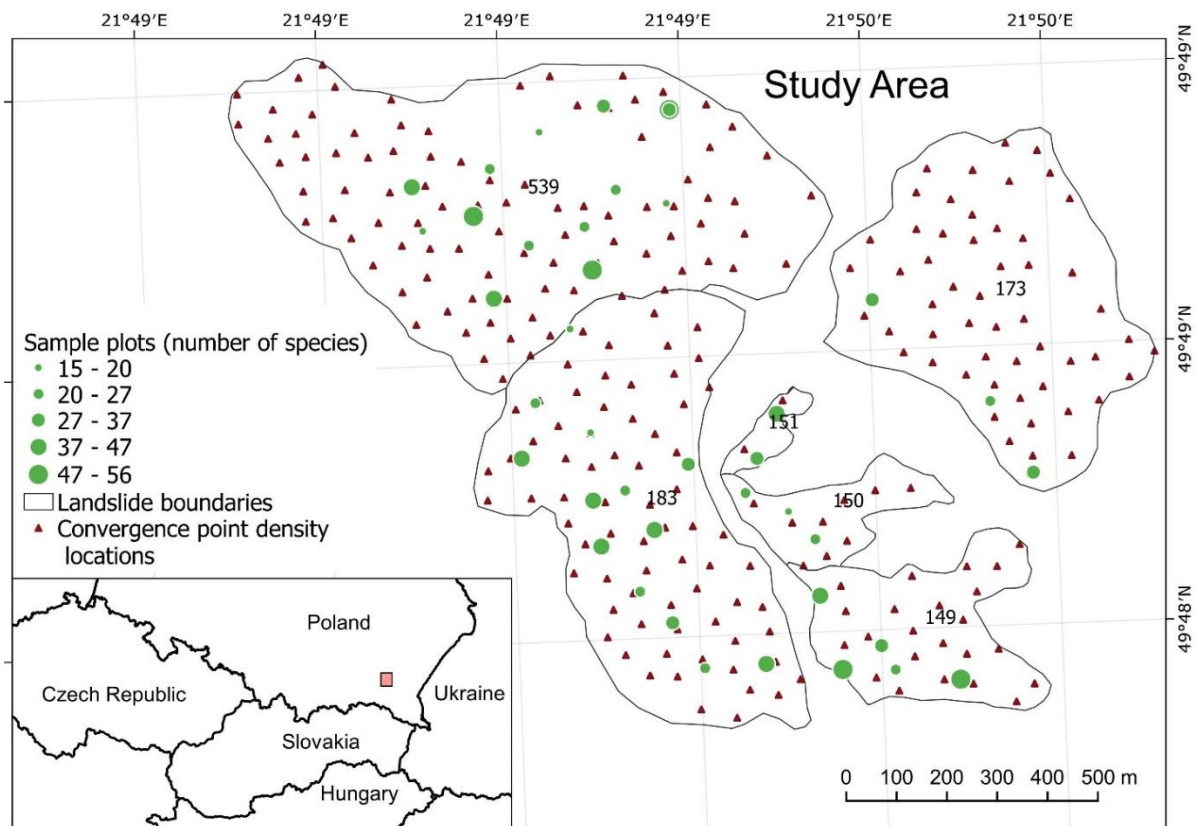 21°49′E 21°49′E 21°49′E 21°49′E 21°50′E 21°50′E
49°49′N
Study Area
539
173
49°49′N
Sample plots (number of species)
15 - 20
20 - 27
27 - 37
37 - 47
47 - 56
Landslide boundaries
Convergence point density
locations
151
183
150
149
49°48′N
Poland
Czech Republic
Ukraine
Slovakia
Hungary
0 100 200 300 400 500 m